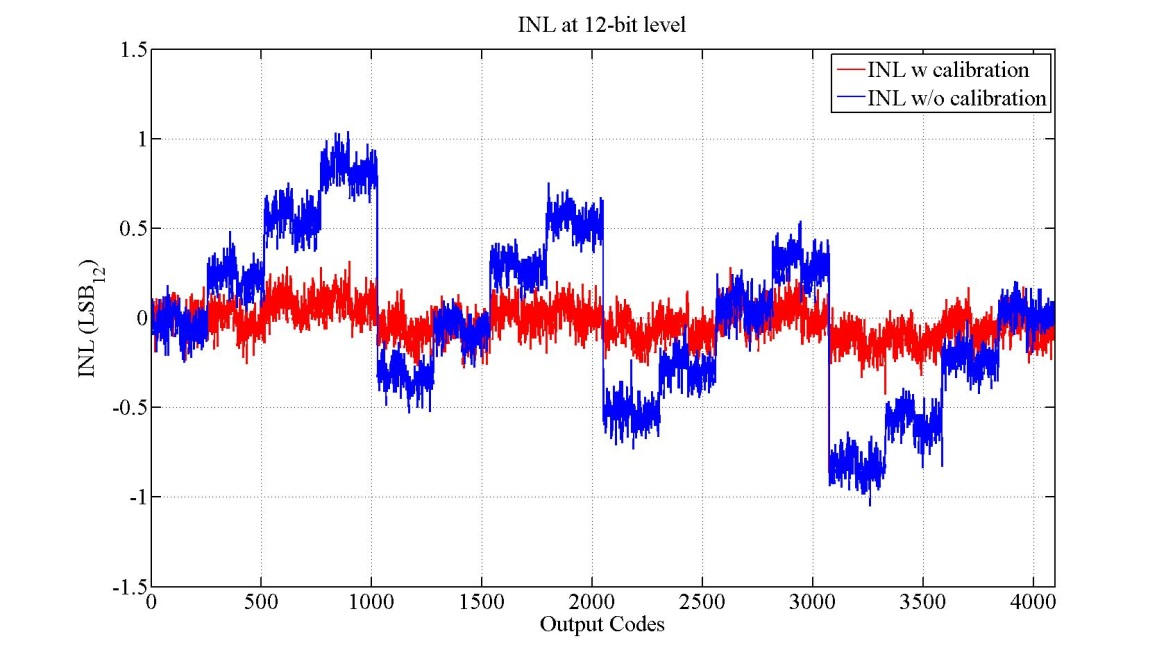 INL at 12-bit level
INL w calibration
INL w/o calibration
INL (LSB12)
1.5
1
0.5
0
-0.5
-1
-1.5
0 500 1000 1500 2000 2500 3000 3500 4000
Output Codes